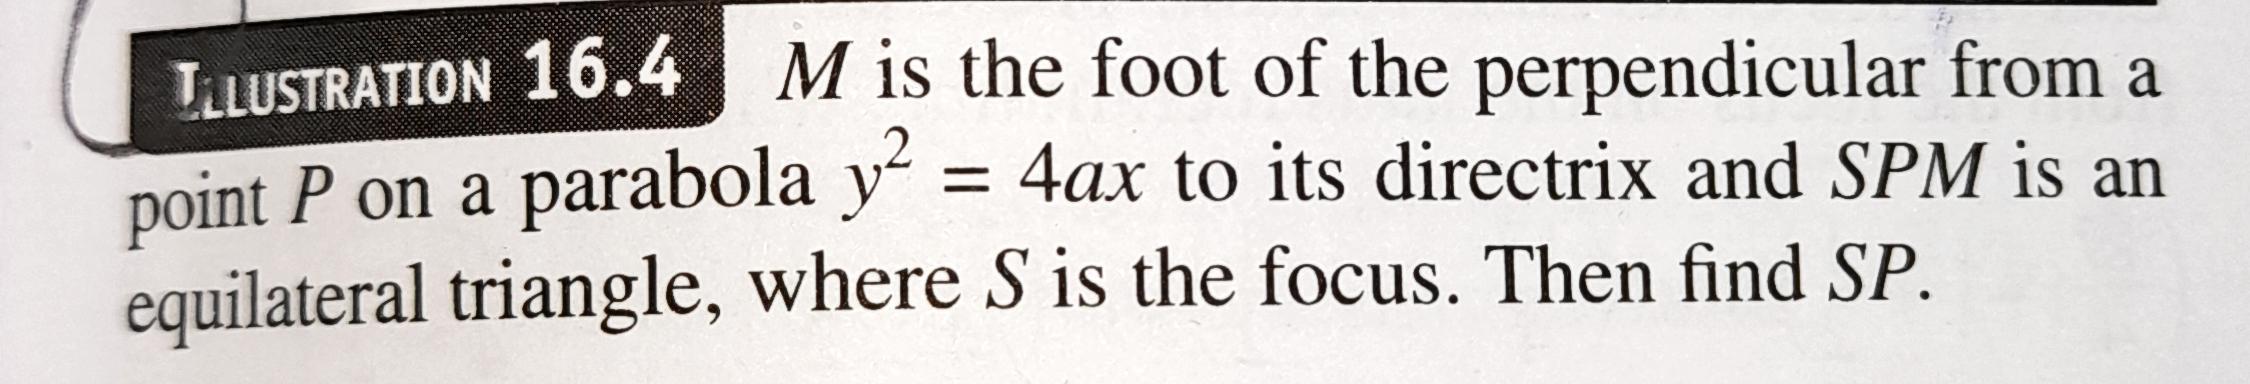 ILLUSTRATION 16.4 M is the foot of the perpendicular from a
point P on a parabola y² = 4ax to its directrix and SPM is an
equilateral triangle, where S is the focus. Then find SP.